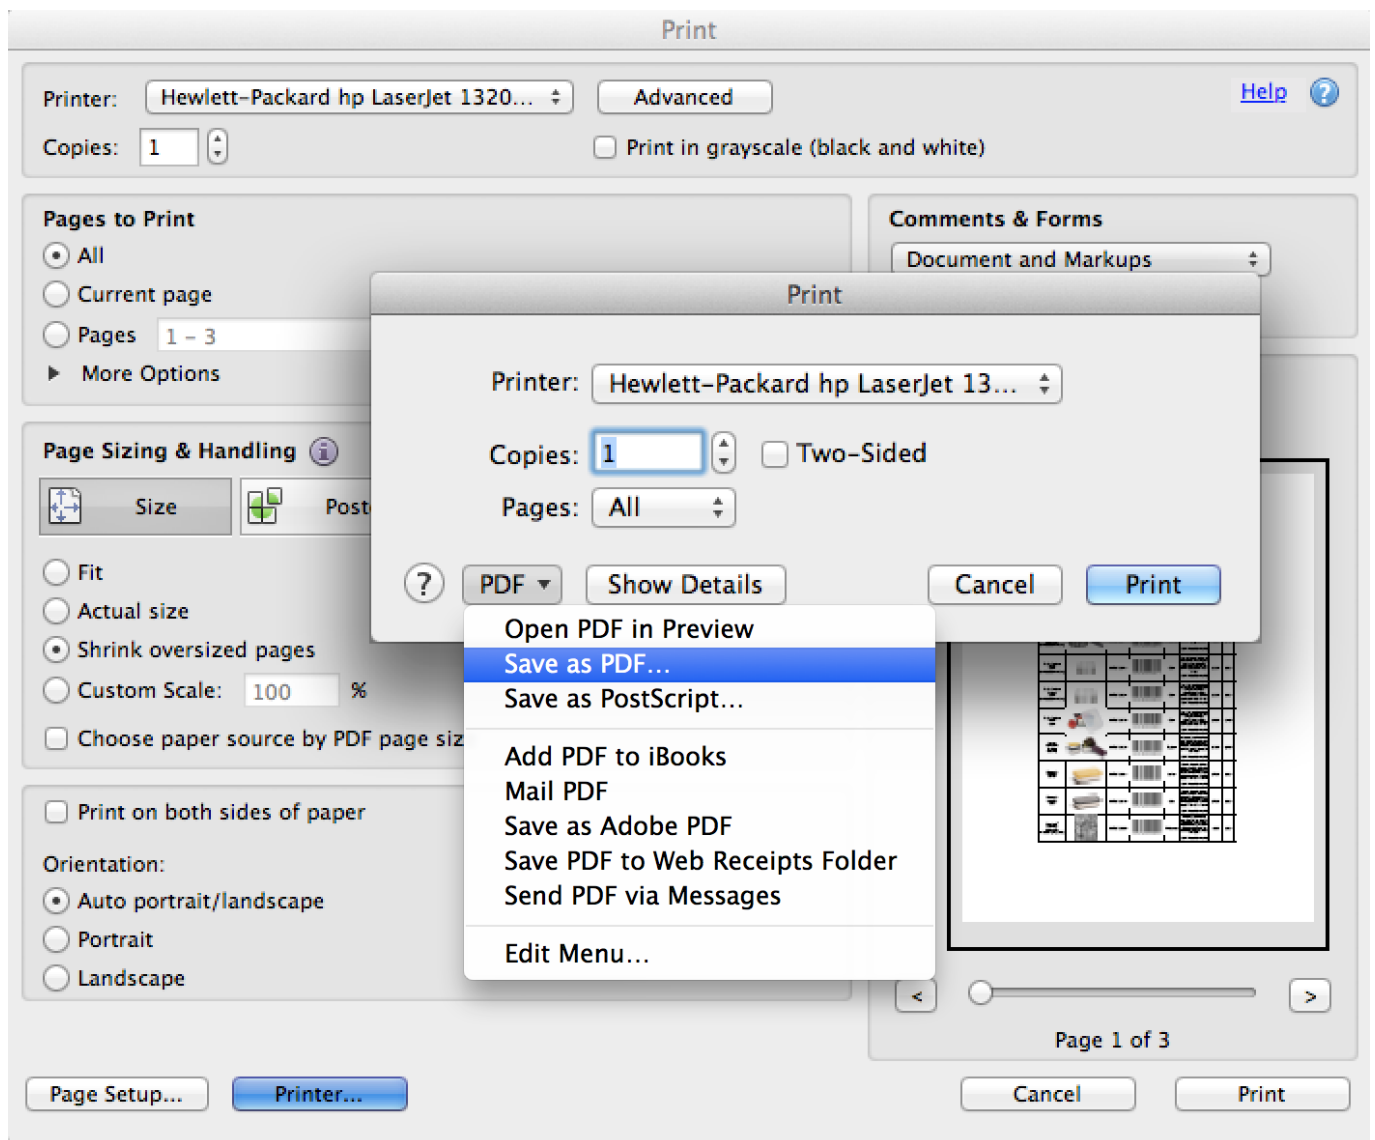 Print
Printer: Hewlett-Packard hp LaserJet 1320... Advanced Help ?
Copies: 1 Print in grayscale (black and white)
Pages to Print
All
Current page
Pages 1 - 3
More Options
Comments & Forms
Document and Markups
Page Sizing & Handling i
Size Post
Fit
Actual size
Shrink oversized pages
Custom Scale: 100 %
Choose paper source by PDF page siz
Print on both sides of paper
Orientation:
Auto portrait/landscape
Portrait
Landscape
Print
Printer: Hewlett-Packard hp LaserJet 13...
Copies: 1 Two-Sided
Pages: All
? PDF Show Details Cancel Print
Open PDF in Preview
Save as PDF...
Save as PostScript...
Add PDF to iBooks
Mail PDF
Save as Adobe PDF
Save PDF to Web Receipts Folder
Send PDF via Messages
Edit Menu...
< >
Page 1 of 3
Page Setup... Printer... Cancel Print